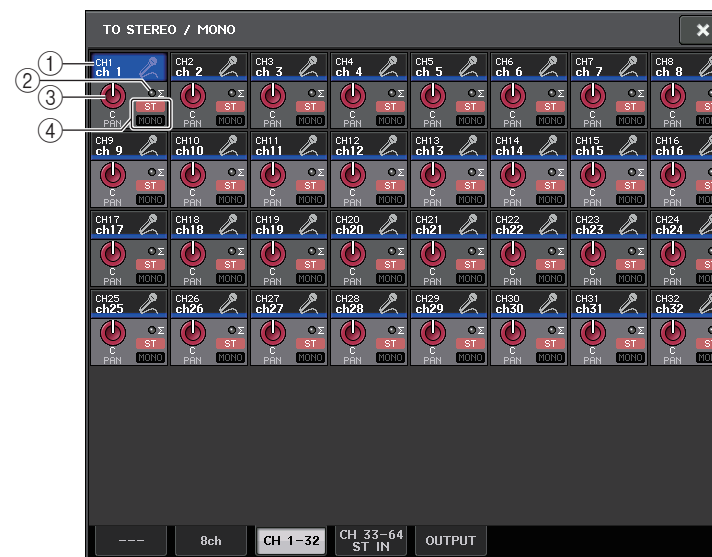 TO STEREO / MONO
1 CH1 CH2 CH3 CH4 CH5 CH6 CH7 CH8
ch 1 ch 2 ch 3 ch 4 ch 5 ch 6 ch 7 ch 8
2 Σ Σ Σ Σ Σ Σ Σ Σ
3 ST ST ST ST ST ST ST
C C C C C C C C
4 PAN MONO PAN MONO PAN MONO PAN MONO PAN MONO PAN MONO PAN MONO PAN
CH9 CH10 CH11 CH12 CH13 CH14 CH15 CH16
ch 9 ch10 ch11 ch12 ch13 ch14 ch15 ch16
Σ Σ Σ Σ Σ Σ Σ Σ
ST ST ST ST ST ST ST
C C C C C C C C
PAN MONO PAN MONO PAN MONO PAN MONO PAN MONO PAN MONO PAN MONO PAN
CH17 CH18 CH19 CH20 CH21 CH22 CH23 CH24
ch17 ch18 ch19 ch20 ch21 ch22 ch23 ch24
Σ Σ Σ Σ Σ Σ Σ Σ
ST ST ST ST ST ST ST
C C C C C C C C
PAN MONO PAN MONO PAN MONO PAN MONO PAN MONO PAN MONO PAN MONO PAN
CH25 CH26 CH27 CH28 CH29 CH30 CH31 CH32
ch25 ch26 ch27 ch28 ch29 ch30 ch31 ch32
Σ Σ Σ Σ Σ Σ Σ Σ
ST ST ST ST ST ST ST
C C C C C C C C
PAN MONO PAN MONO PAN MONO PAN MONO PAN MONO PAN MONO PAN MONO PAN
--- 8ch CH 1-32 CH 33-64 OUTPUT
ST IN